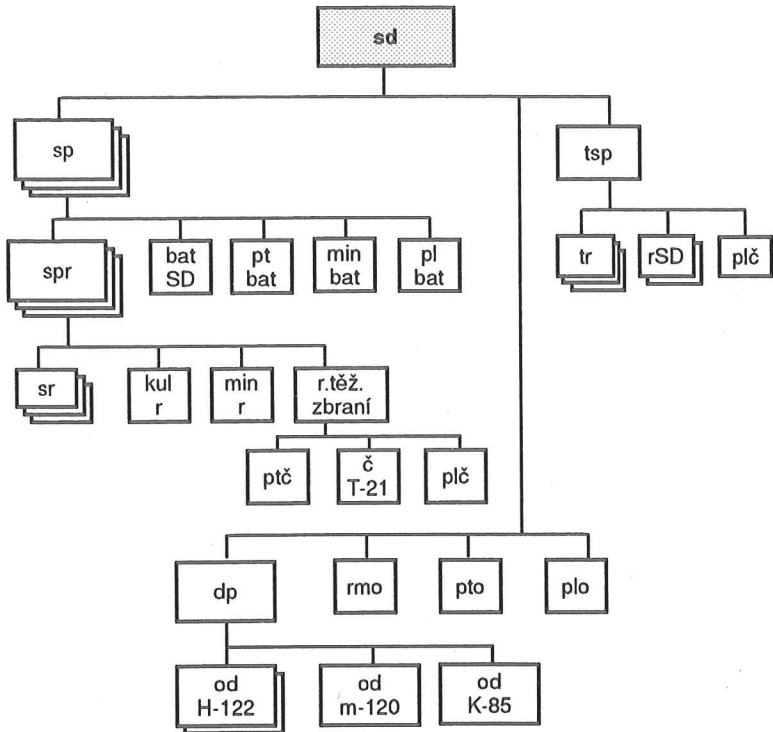 sd
sp
tsp
spr
bat
SD
pt
bat
min
bat
pl
bat
tr
rSD
plč
sr
kul
r
min
r
r.těž.
zbraní
ptč
č
T-21
plč
dp
rmo
pto
plo
od
H-122
od
m-120
od
K-85